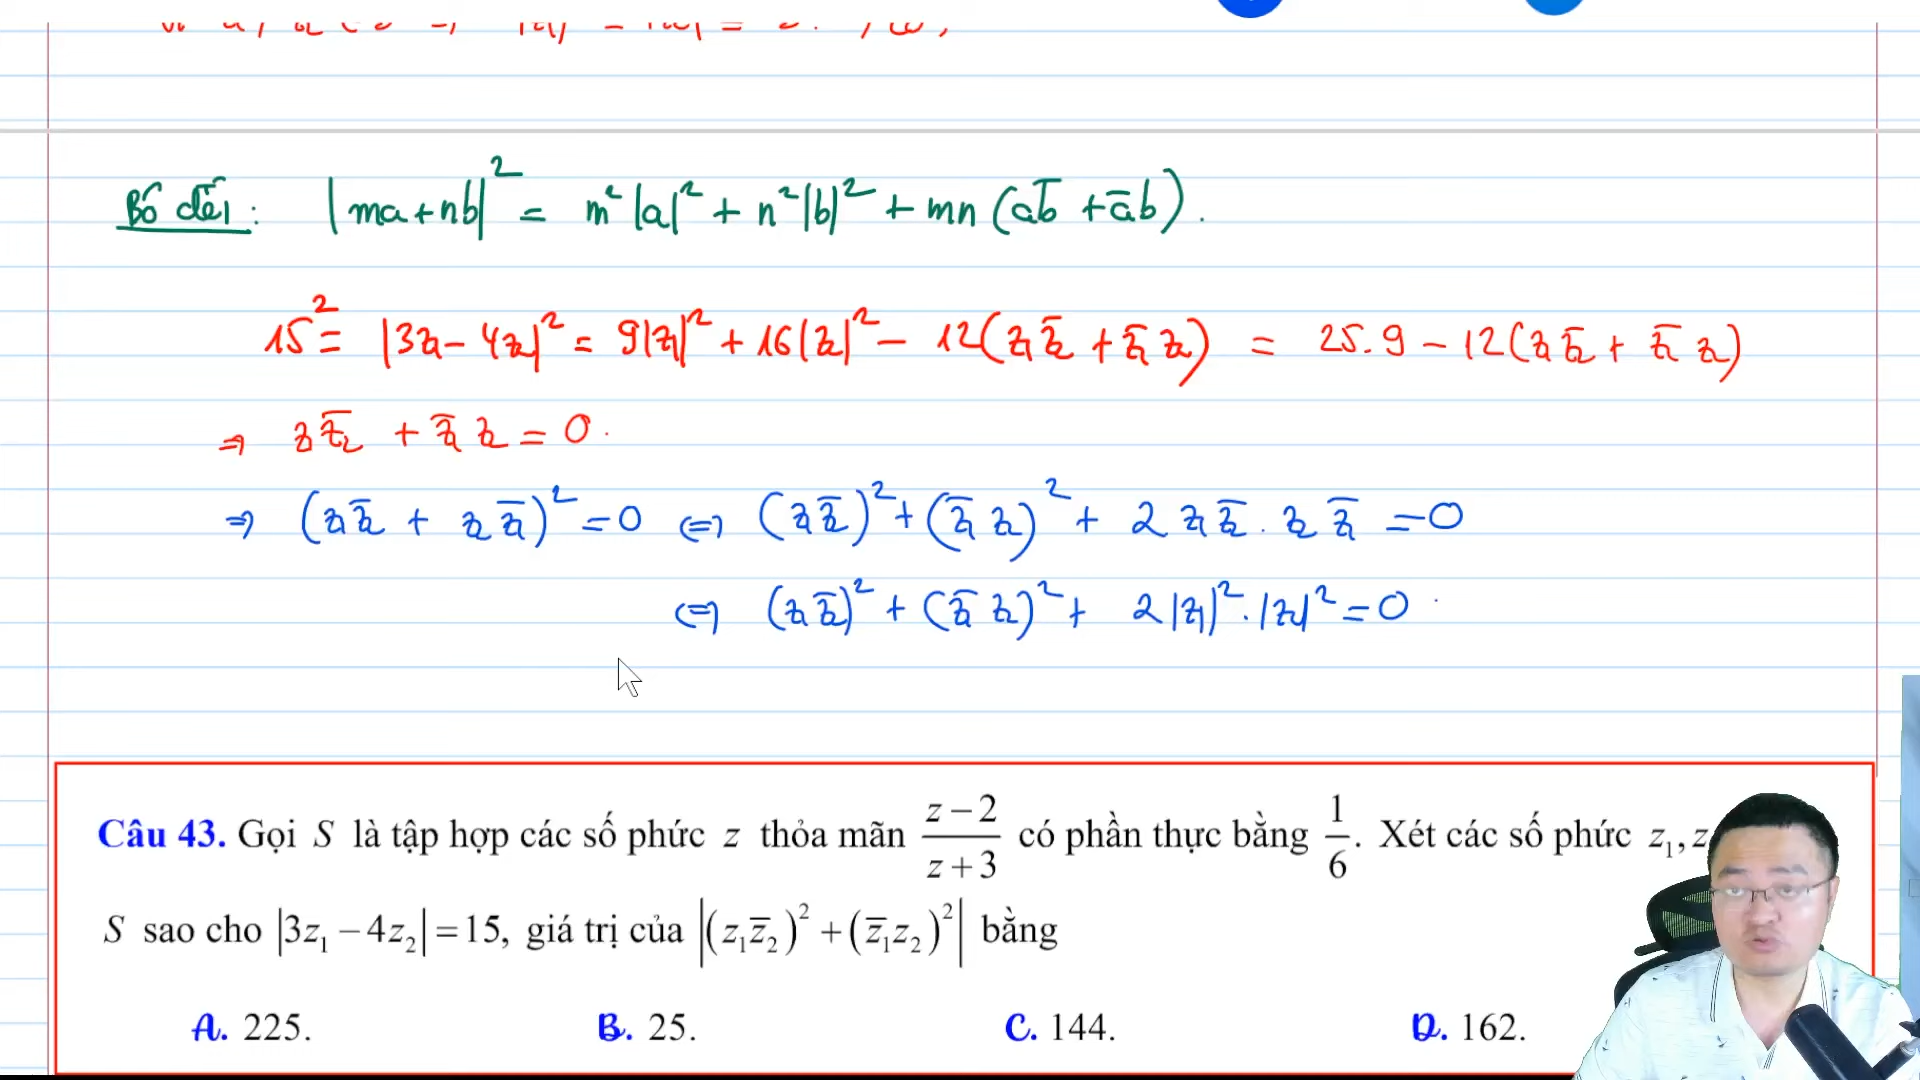 Bổ đề: |ma+nb|² = m²|a|² + n²|b|² + mn(ab̅ + a̅b).
15² = |3z₁ - 4z₂|² = 9|z₁|² + 16|z₂|² - 12(z₁z̅₂ + z̅₁z₂) = 25.9 - 12(z₁z̅₂ + z̅₁z₂)
⇒ z₁z̅₂ + z̅₁z₂ = 0.
⇒ (z₁z̅₂ + z₂z̅₁)² = 0 ⇔ (z₁z̅₂)² + (z̅₁z₂)² + 2z₁z̅₂.z₂z̅₁ = 0
⇔ (z₁z̅₂)² + (z̅₁z₂)² + 2|z₁|².|z₂|² = 0
Câu 43. Gọi S là tập hợp các số phức z thỏa mãn (z-2)/(z+3) có phần thực bằng 1/6. Xét các số phức z₁, z
S sao cho |3z₁ - 4z₂| = 15, giá trị của |(z₁z̅₂)² + (z̅₁z₂)²| bằng
A. 225. B. 25. C. 144. D. 162.